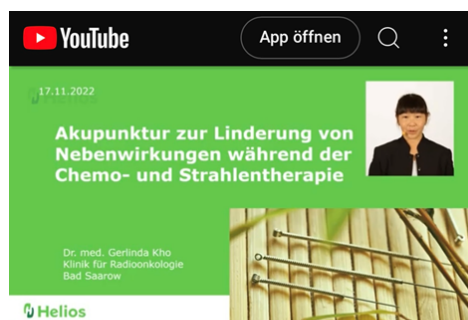 YouTube
App öffnen
17.11.2022
Helios
Akupunktur zur Linderung von
Nebenwirkungen während der
Chemo- und Strahlentherapie
Dr. med. Gerlinda Kho
Klinik für Radioonkologie
Bad Saarow
Helios